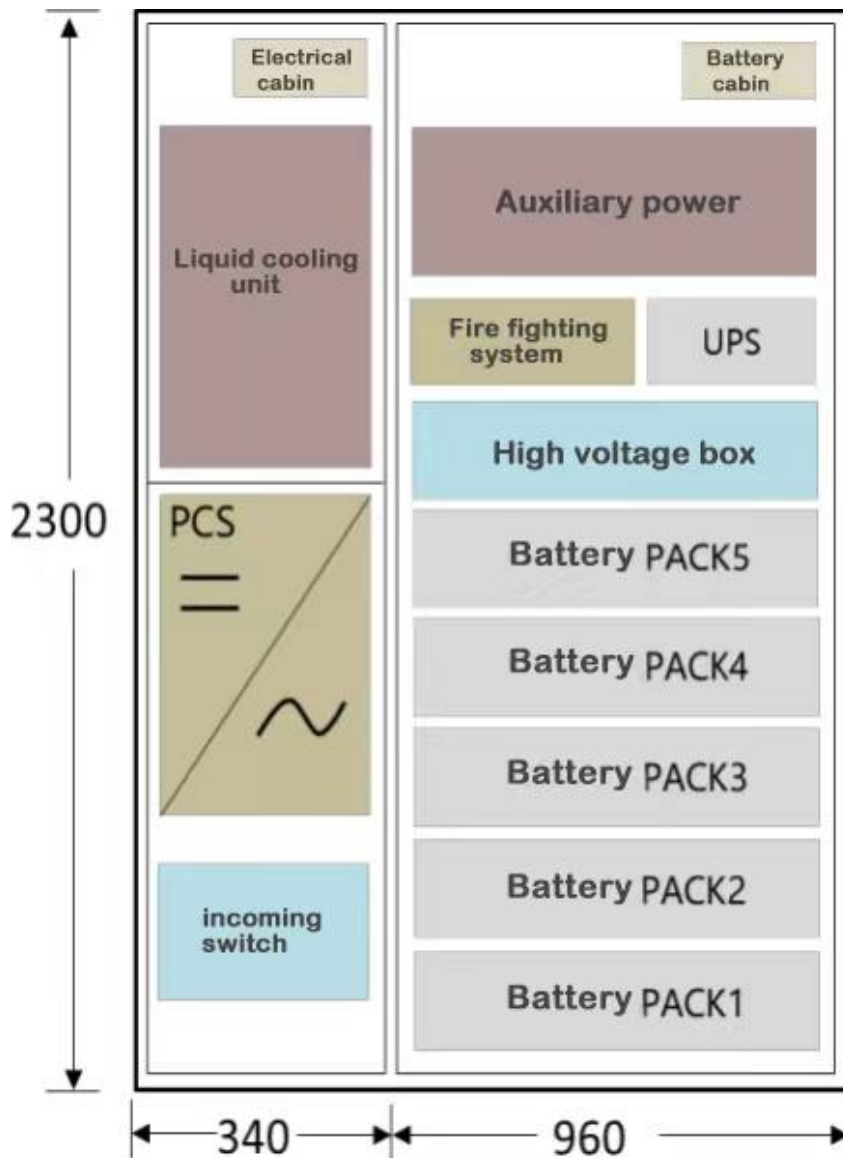 Electrical
cabin
Battery
cabin
Liquid cooling
unit
Auxiliary power
Fire fighting
system
UPS
High voltage box
PCS
Battery PACK5
Battery PACK4
Battery PACK3
Battery PACK2
Battery PACK1
incoming
switch
2300
340
960